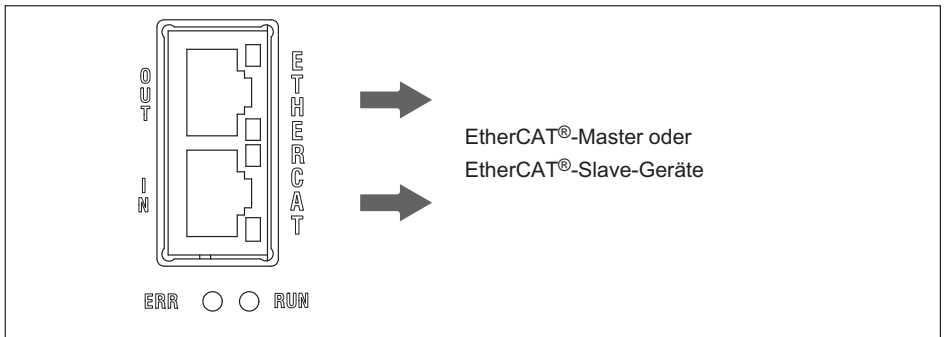 OUT
ETHERCAT
IN
EtherCAT®-Master oder
EtherCAT®-Slave-Geräte
ERR
RUN